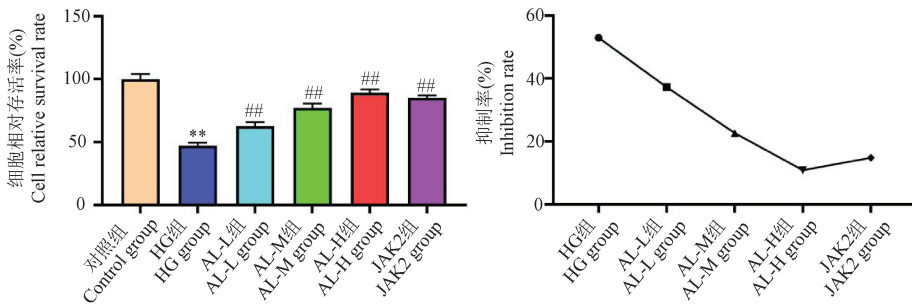 细胞相对存活率(%)
Cell relative survival rate
150
100
50
0
**
##
##
##
##
对照组
Control group
HG组
HG group
AL-L组
AL-L group
AL-M组
AL-M group
AL-H组
AL-H group
JAK2组
JAK2 group
抑制率(%)
Inhibition rate
60
40
20
0
HG组
HG group
AL-L组
AL-L group
AL-M组
AL-M group
AL-H组
AL-H group
JAK2组
JAK2 group